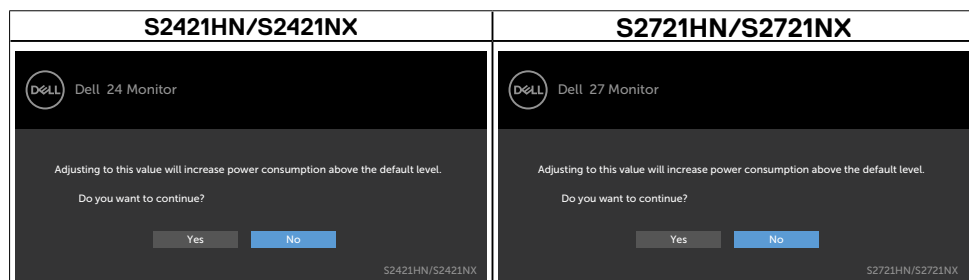 S2421HN/S2421NX
S2721HN/S2721NX
DELL
Dell 24 Monitor
Adjusting to this value will increase power consumption above the default level.
Do you want to continue?
Yes
No
S2421HN/S2421NX
DELL
Dell 27 Monitor
Adjusting to this value will increase power consumption above the default level.
Do you want to continue?
Yes
No
S2721HN/S2721NX